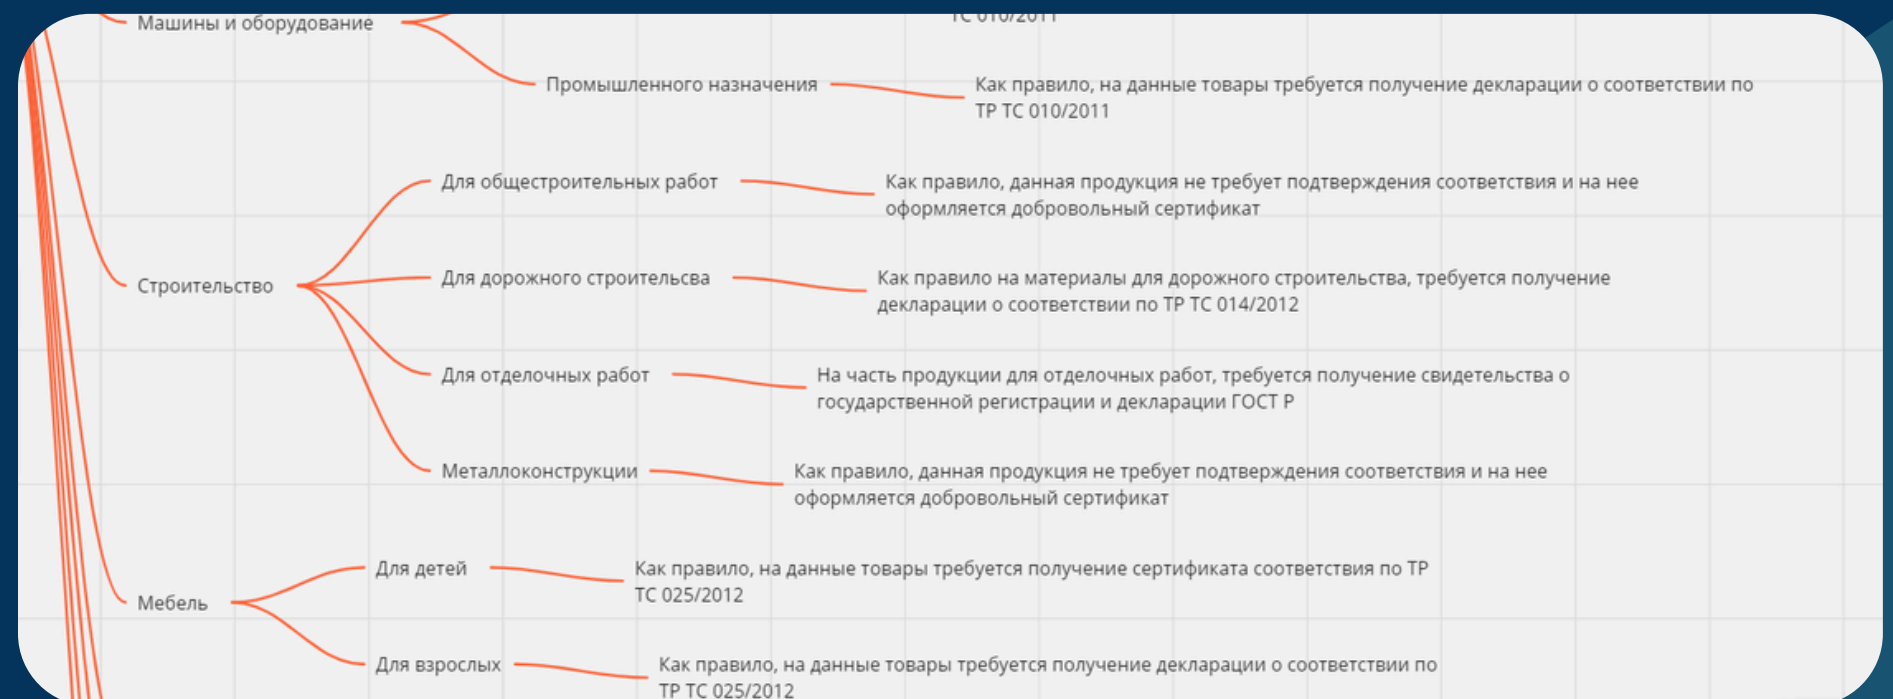 ТС 010/2011
Машины и оборудование
Промышленного назначения
Как правило, на данные товары требуется получение декларации о соответствии по
ТР ТС 010/2011
Строительство
Для общестроительных работ
Как правило, данная продукция не требует подтверждения соответствия и на нее
оформляется добровольный сертификат
Для дорожного строительсва
Как правило на материалы для дорожного строительства, требуется получение
декларации о соответствии по ТР ТС 014/2012
Для отделочных работ
На часть продукции для отделочных работ, требуется получение свидетельства о
государственной регистрации и декларации ГОСТ Р
Металлоконструкции
Как правило, данная продукция не требует подтверждения соответствия и на нее
оформляется добровольный сертификат
Мебель
Для детей
Как правило, на данные товары требуется получение сертификата соответствия по ТР
ТС 025/2012
Для взрослых
Как правило, на данные товары требуется получение декларации о соответствии по
ТР ТС 025/2012